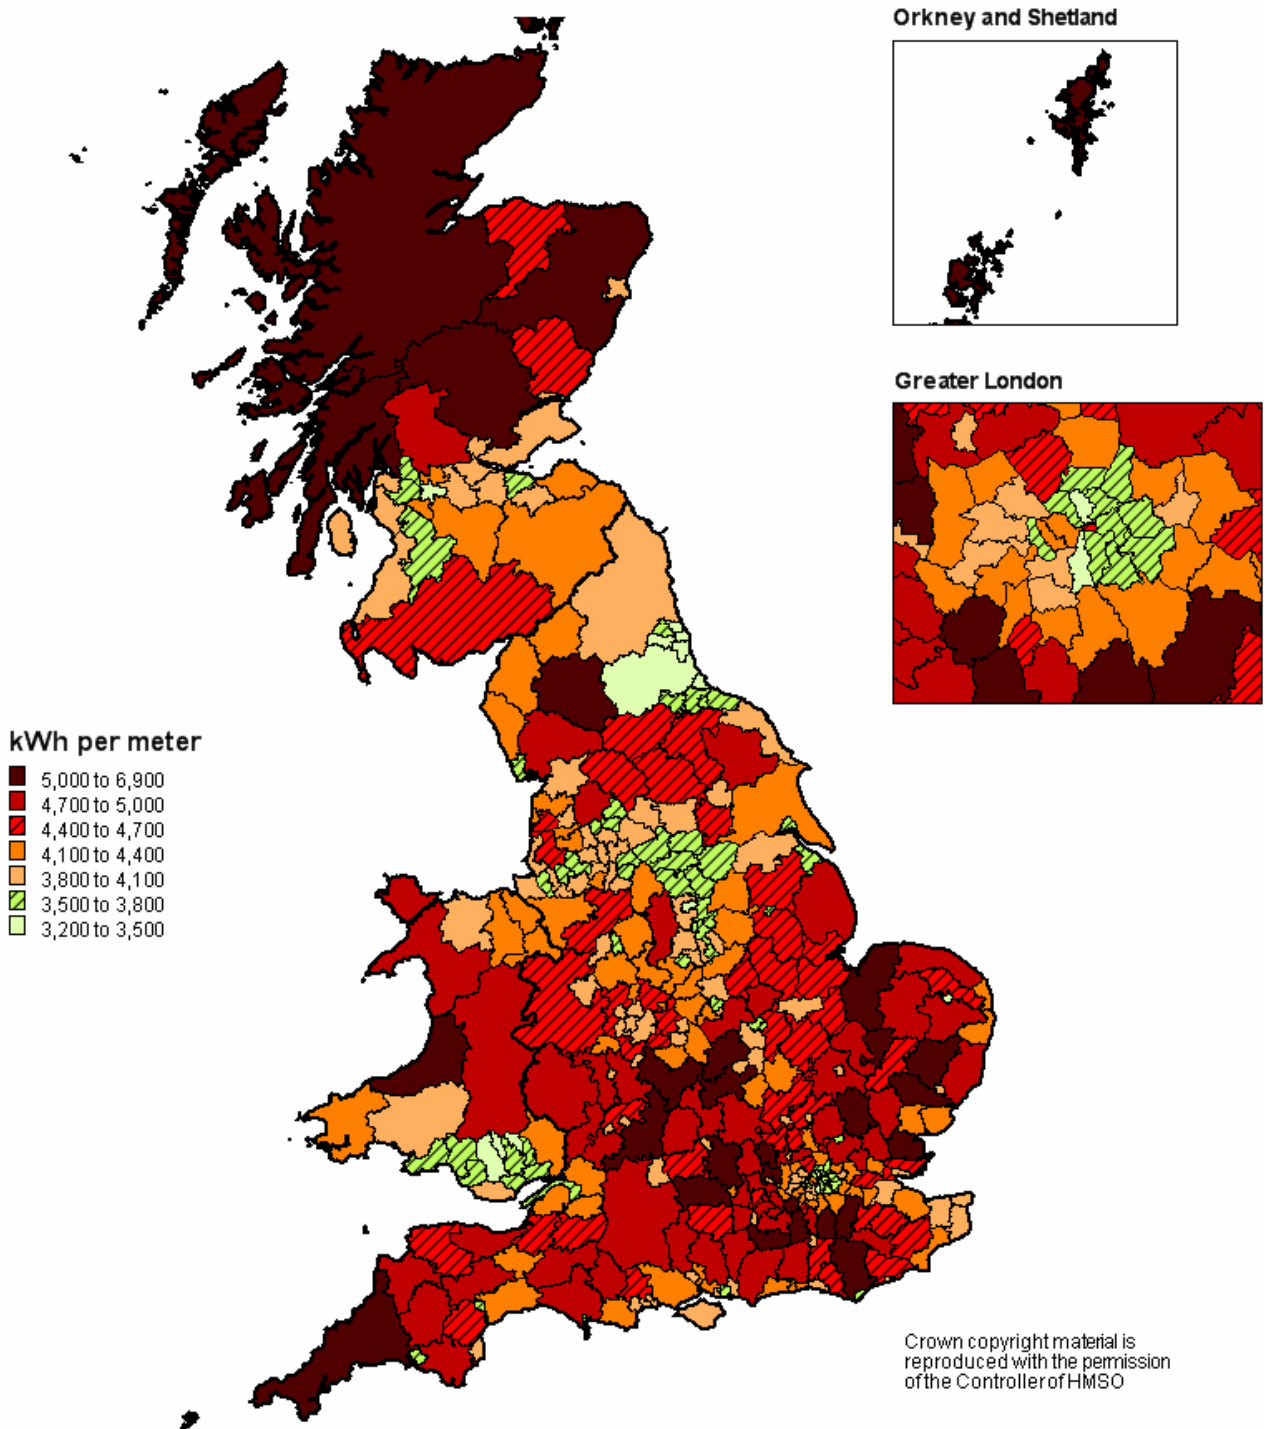 Orkney and Shetland
Greater London
kWh per meter
5,000 to 6,900
4,700 to 5,000
4,400 to 4,700
4,100 to 4,400
3,800 to 4,100
3,500 to 3,800
3,200 to 3,500
Crown copyright material is
reproduced with the permission
of the Controller of HMSO